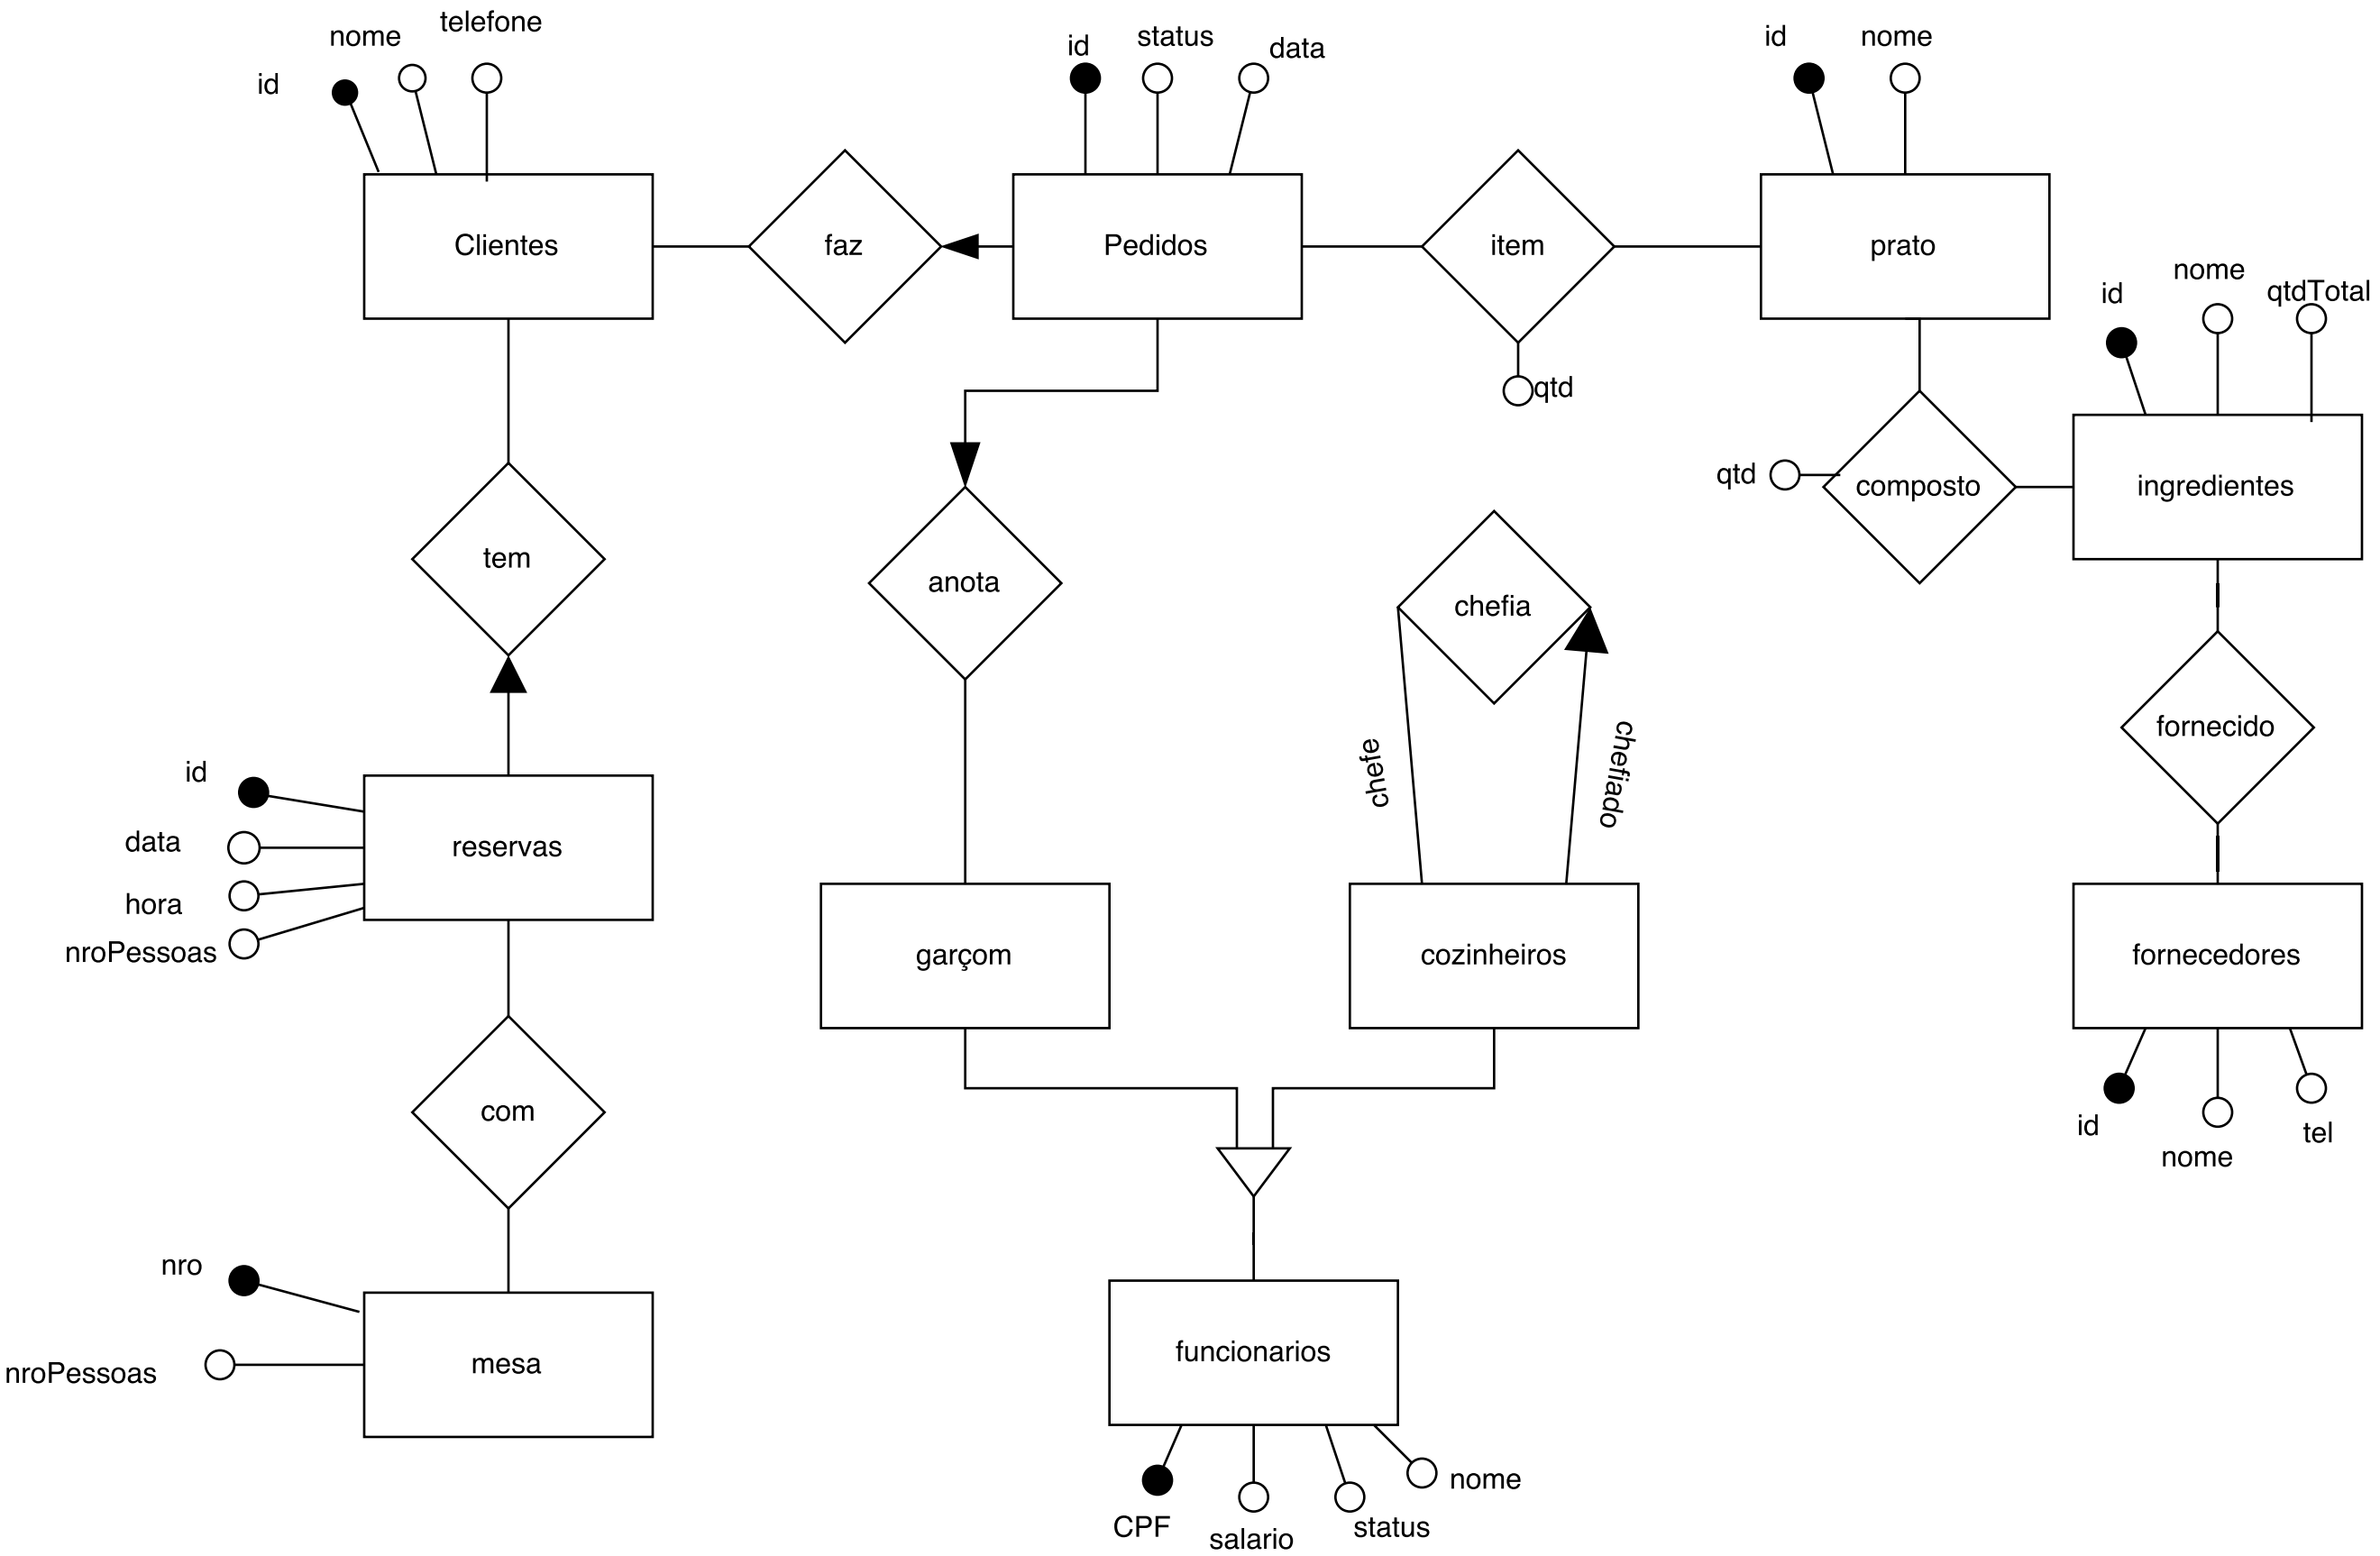 telefone
nome
id
id
status
data
id
nome
Clientes
faz
Pedidos
item
prato
nome
id
qtdTotal
qtd
qtd
composto
ingredientes
tem
anota
chefia
fornecido
chefe
chefiado
id
data
hora
nroPessoas
reservas
garçom
cozinheiros
fornecedores
com
id
nome
tel
nro
nroPessoas
mesa
funcionarios
CPF
salario
status
nome